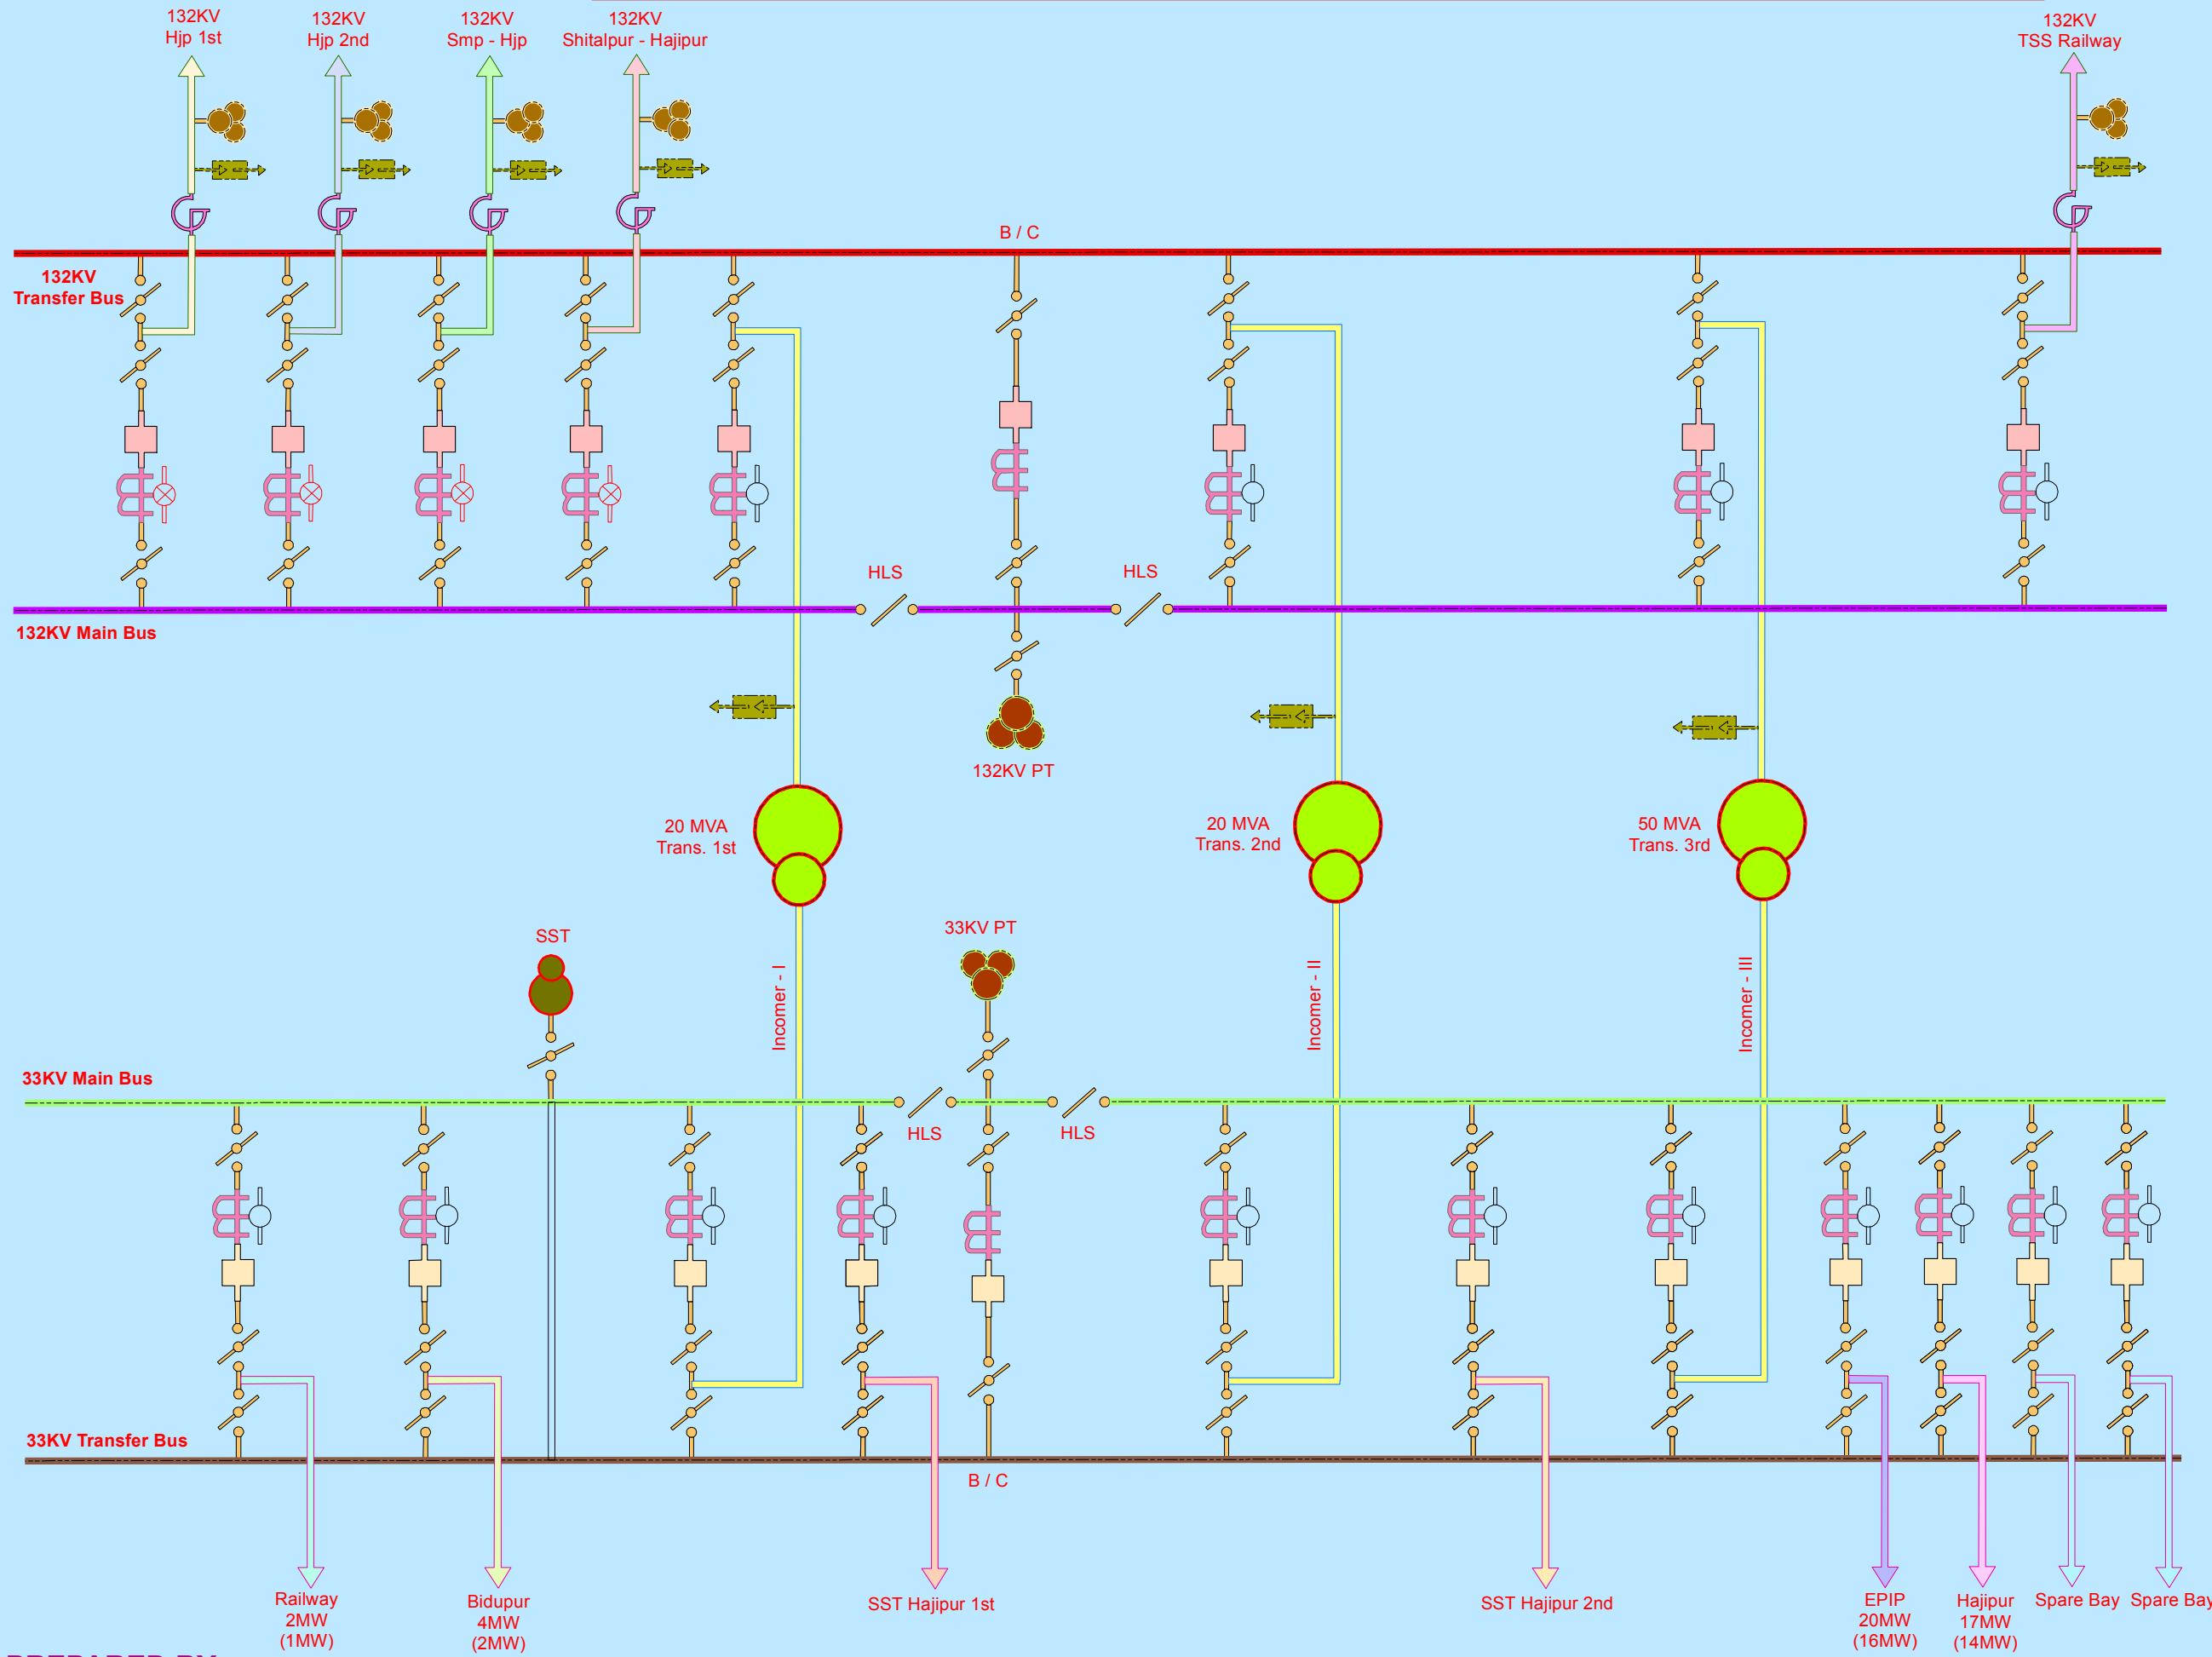 132KV
Hjp 1st
132KV
Hjp 2nd
132KV
Smp - Hjp
132KV
Shitalpur - Hajipur
132KV
TSS Railway
B / C
132KV
Transfer Bus
HLS
HLS
132KV Main Bus
132KV PT
20 MVA
Trans. 1st
20 MVA
Trans. 2nd
50 MVA
Trans. 3rd
SST
33KV PT
Incomer - I
Incomer - II
Incomer - III
33KV Main Bus
HLS
HLS
33KV Transfer Bus
B / C
Railway
2MW
(1MW)
Bidupur
4MW
(2MW)
SST Hajipur 1st
SST Hajipur 2nd
EPIP
20MW
(16MW)
Hajipur
17MW
(14MW)
Spare Bay
Spare Bay
PREPARED BY